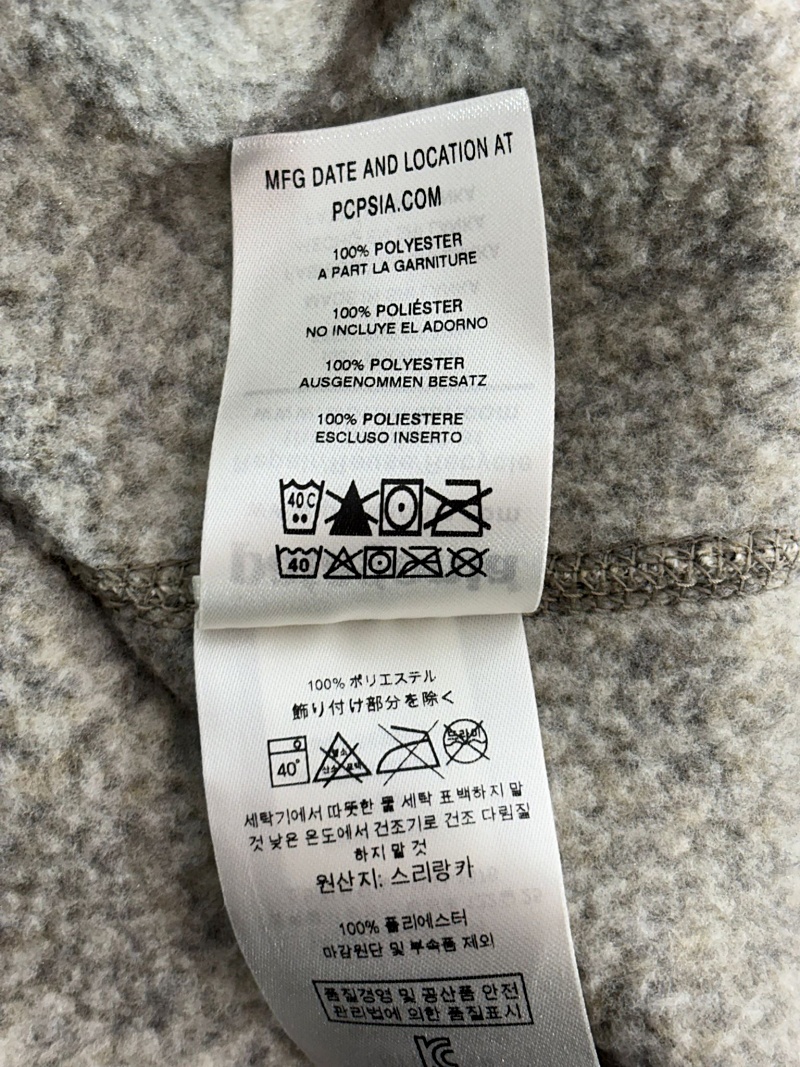 MFG DATE AND LOCATION AT
PCPSIA.COM
100% POLYESTER
A PART LA GARNITURE
100% POLIÉSTER
NO INCLUYE EL ADORNO
100% POLYESTER
AUSGENOMMEN BESATZ
100% POLIESTERE
ESCLUSO INSERTO
40 C
40
100% ポリエステル
飾り付け部分を除く
40°
드라이
세탁기에서 따뜻한 물 세탁 표백하지 말
것 낮은 온도에서 건조기로 건조 다림질
하지 말 것
원산지: 스리랑카
100% 폴리에스터
마감원단 및 부속품 제외
품질경영 및 공산품 안전
관리법에 의한 품질표시